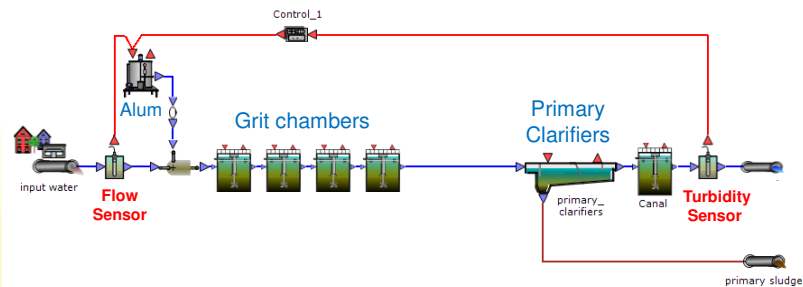 Control_1
Alum
Grit chambers
Primary
Clarifiers
input water
Flow
Sensor
primary_
clarifiers
Canal
Turbidity
Sensor
primary sludge